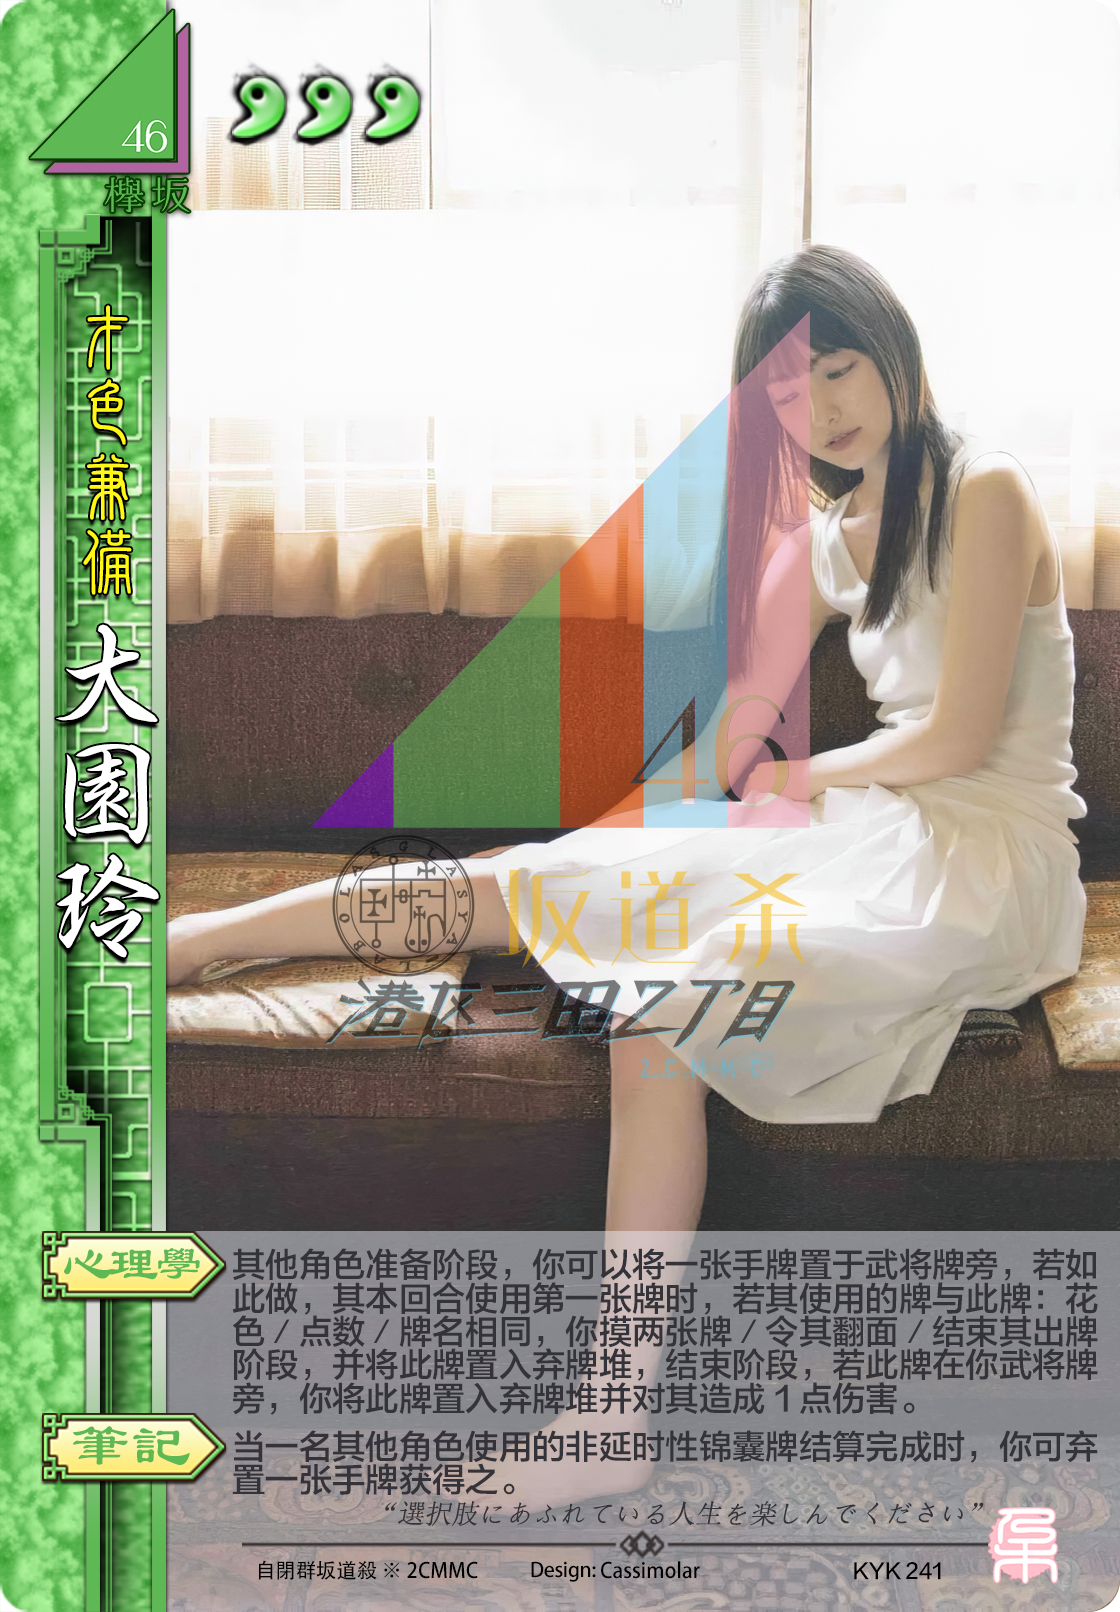 46
欅坂
才色兼備
大園玲
46
坂道杀
港区三田乙丁目
2CMMC
心理學
其他角色准备阶段，你可以将一张手牌置于武将牌旁，若如
此做，其本回合使用第一张牌时，若其使用的牌与此牌：花
色／点数／牌名相同，你摸两张牌／令其翻面／结束其出牌
阶段，并将此牌置入弃牌堆，结束阶段，若此牌在你武将牌
旁，你将此牌置入弃牌堆并对其造成1点伤害。
筆記
当一名其他角色使用的非延时性锦囊牌结算完成时，你可弃
置一张手牌获得之。
“選択肢にあふれている人生を楽しんでください”
自閉群坂道殺 ※ 2CMMC Design: Cassimolar KYK 241